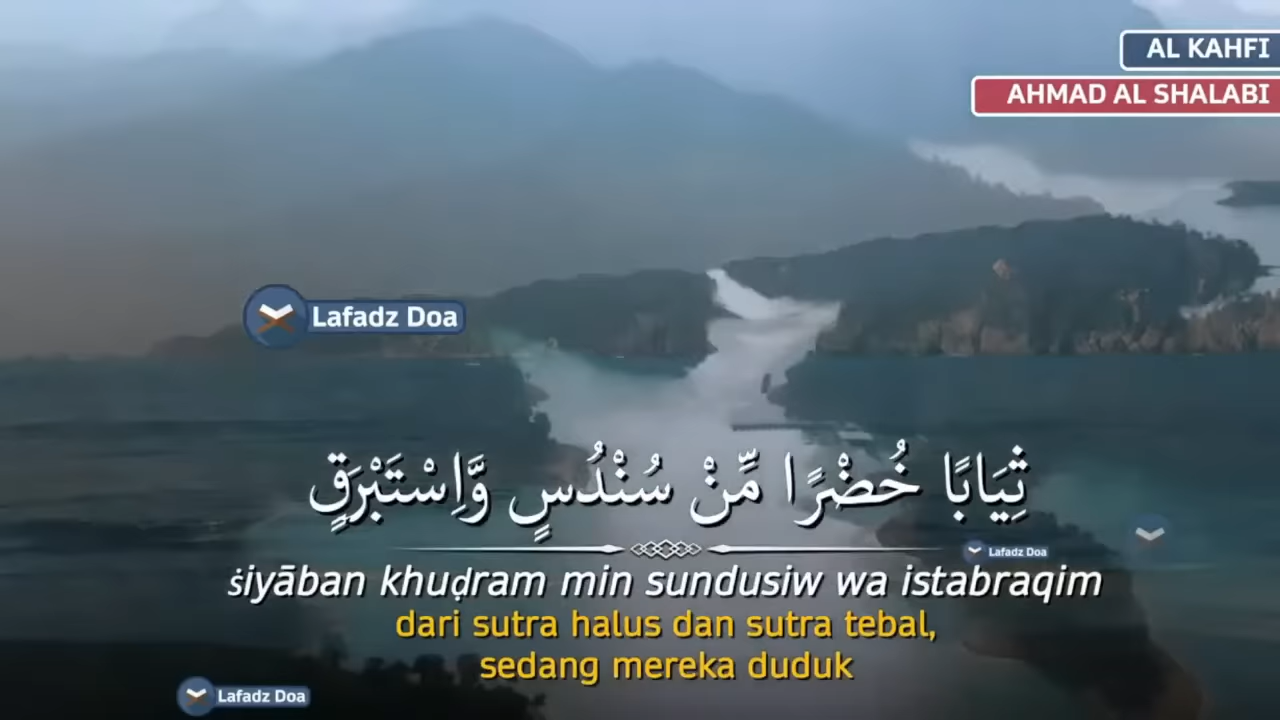 AL KAHFI
AHMAD AL SHALABI
Lafadz Doa
ثِيَابًا خُضْرًا مِّنْ سُنْدُسٍ وَّاِسْتَبْرَقٍ
Lafadz Doa
ṡiyāban khuḍram min sundusiw wa istabraqim
dari sutra halus dan sutra tebal,
sedang mereka duduk
Lafadz Doa